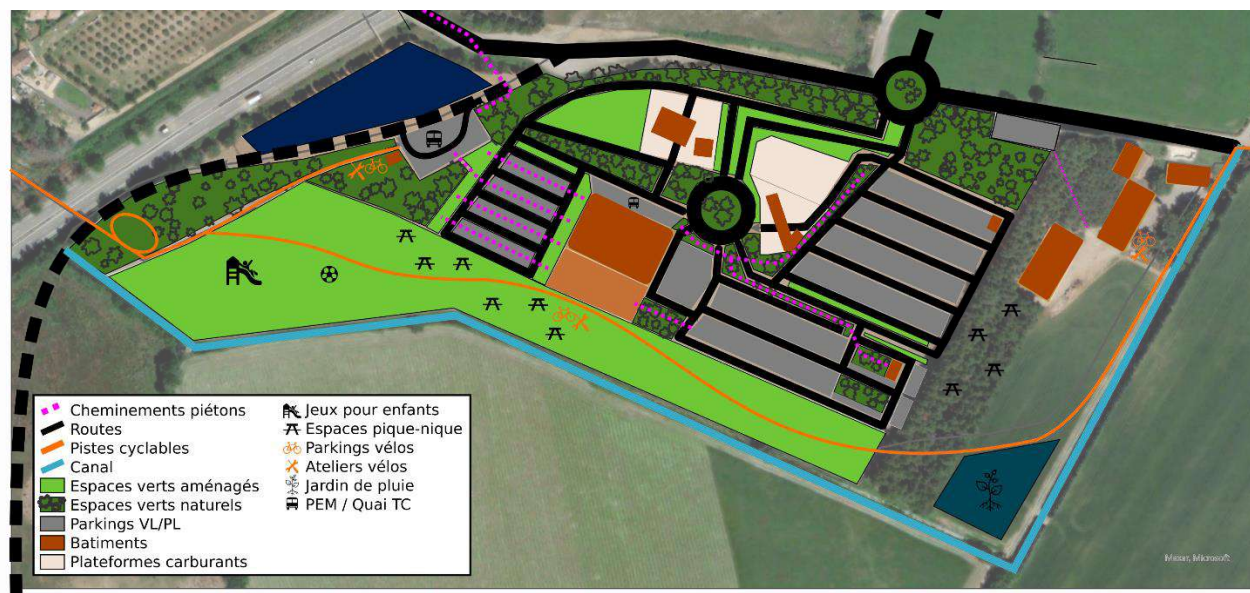 Cheminements piétons
Routes
Pistes cyclables
Canal
Espaces verts aménagés
Espaces verts naturels
Parkings VL/PL
Batiments
Plateformes carburants
Jeux pour enfants
Espaces pique-nique
Parkings vélos
Ateliers vélos
Jardin de pluie
PEM / Quai TC
Maxar, Microsoft